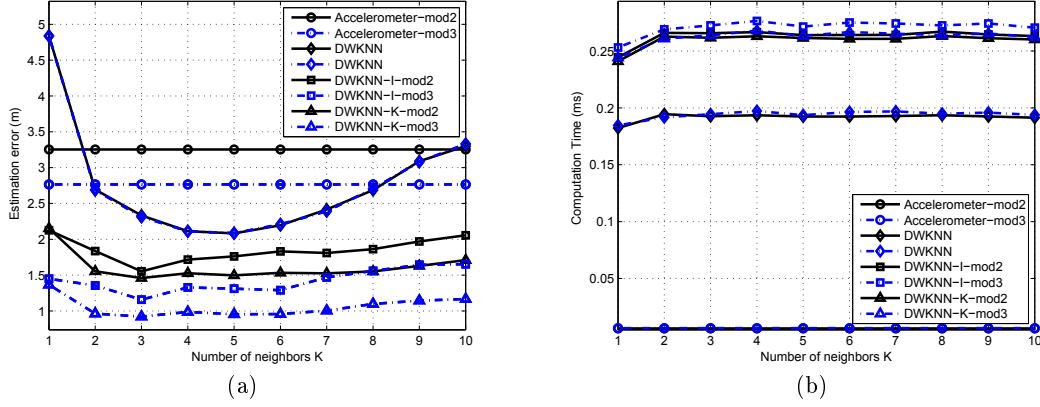 5
4.5
4
3.5
3
2.5
2
1.5
1
Estimation error (m)
1 2 3 4 5 6 7 8 9 10
Number of neighbors K
Accelerometer−mod2
Accelerometer−mod3
DWKNN
DWKNN
DWKNN−I−mod2
DWKNN−I−mod3
DWKNN−K−mod2
DWKNN−K−mod3
(a)
0.25
0.2
0.15
0.1
0.05
Computation Time (ms)
1 2 3 4 5 6 7 8 9 10
Number of neighbors K
Accelerometer−mod2
Accelerometer−mod3
DWKNN
DWKNN
DWKNN−I−mod2
DWKNN−I−mod3
DWKNN−K−mod2
DWKNN−K−mod3
(b)